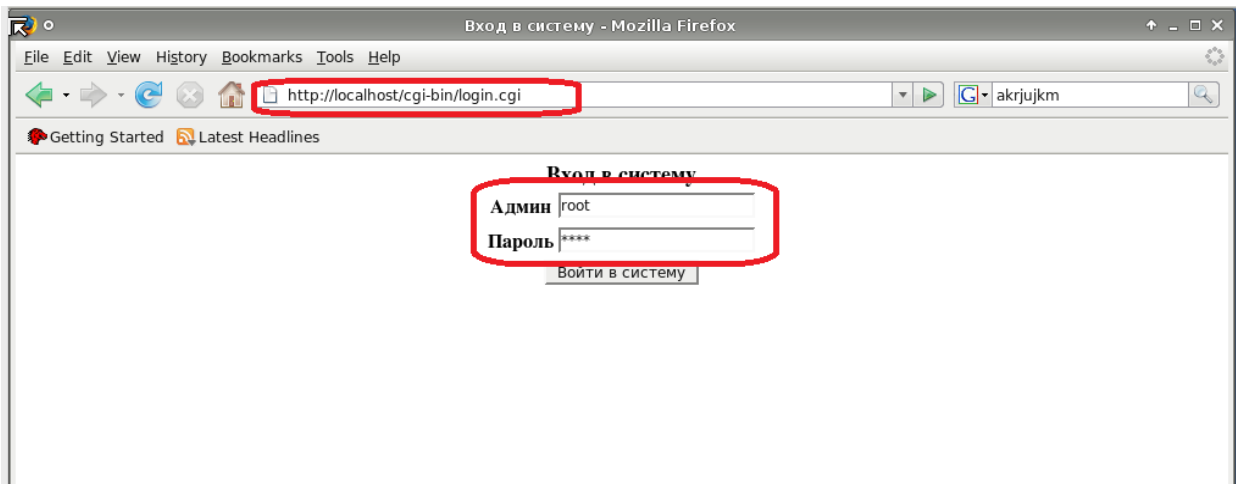 Вход в систему - Mozilla Firefox
File Edit View History Bookmarks Tools Help
http://localhost/cgi-bin/login.cgi G akrjujkm
Getting Started Latest Headlines
Вход в систему
Админ root
Пароль ****
Войти в систему